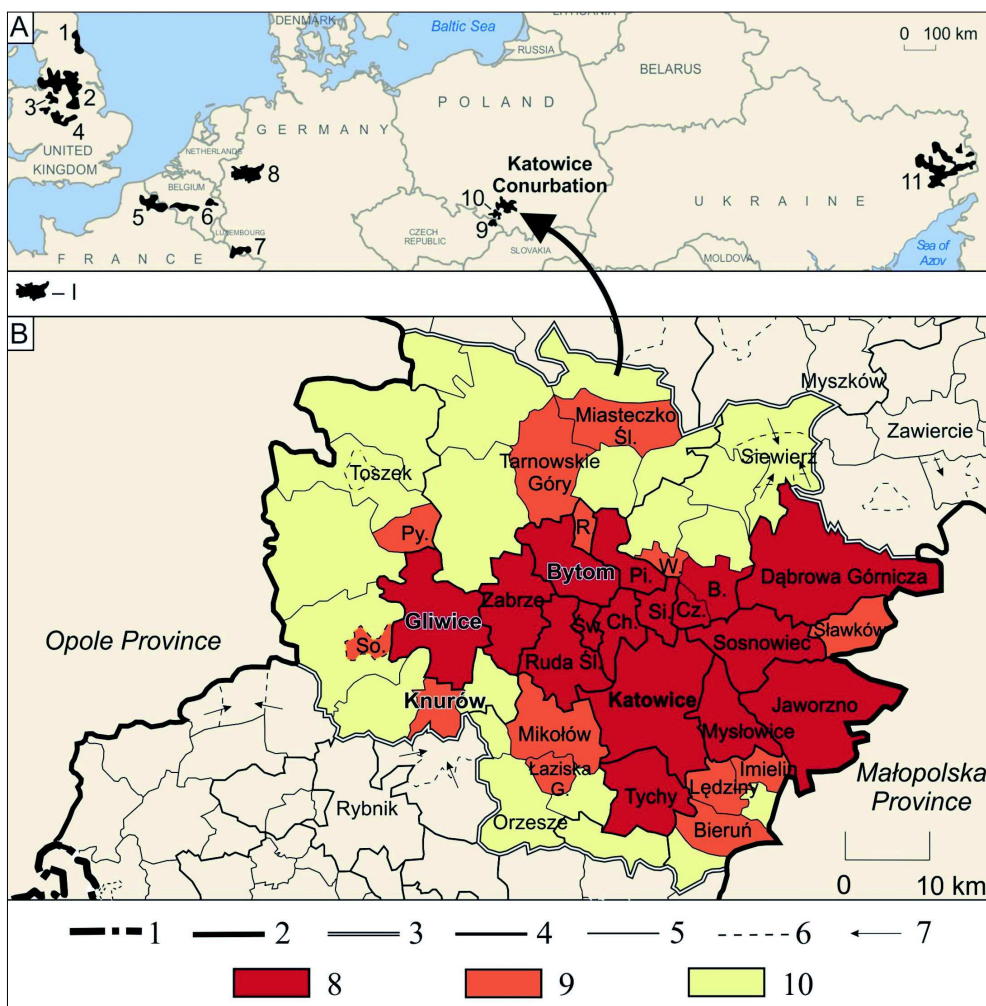 A
DENMARK
Baltic Sea
LITHUANIA
0 100 km
RUSSIA
BELARUS
1
2
3
4
POLAND
GERMANY
UNITED
KINGDOM
NETHERLANDS
8
BELGIUM
Katowice
Conurbation
11
5
6
10
9
UKRAINE
LUXEMBOURG
7
CZECH
REPUBLIC
SLOVAKIA
MOLDOVA
Sea of
Azov
FRANCE
– I
B
Myszków
Miasteczko
Śl.
Zawiercie
Siewierz
Tarnowskie
Góry
Toszek
Py.
R.
W.
Bytom
Pi.
B.
Dąbrowa Górnicza
Zabrze
Gliwice
Św.
Ch.
Si.
Cz.
Sławków
Opole Province
So.
Sosnowiec
Ruda Śl.
Knurów
Katowice
Jaworzno
Mikołów
Mysłowice
Imielin
Łaziska
G.
Lędziny
Małopolska
Province
Rybnik
Tychy
Orzesze
Bieruń
0 10 km
1 2 3 4 5 6 7
8 9 10